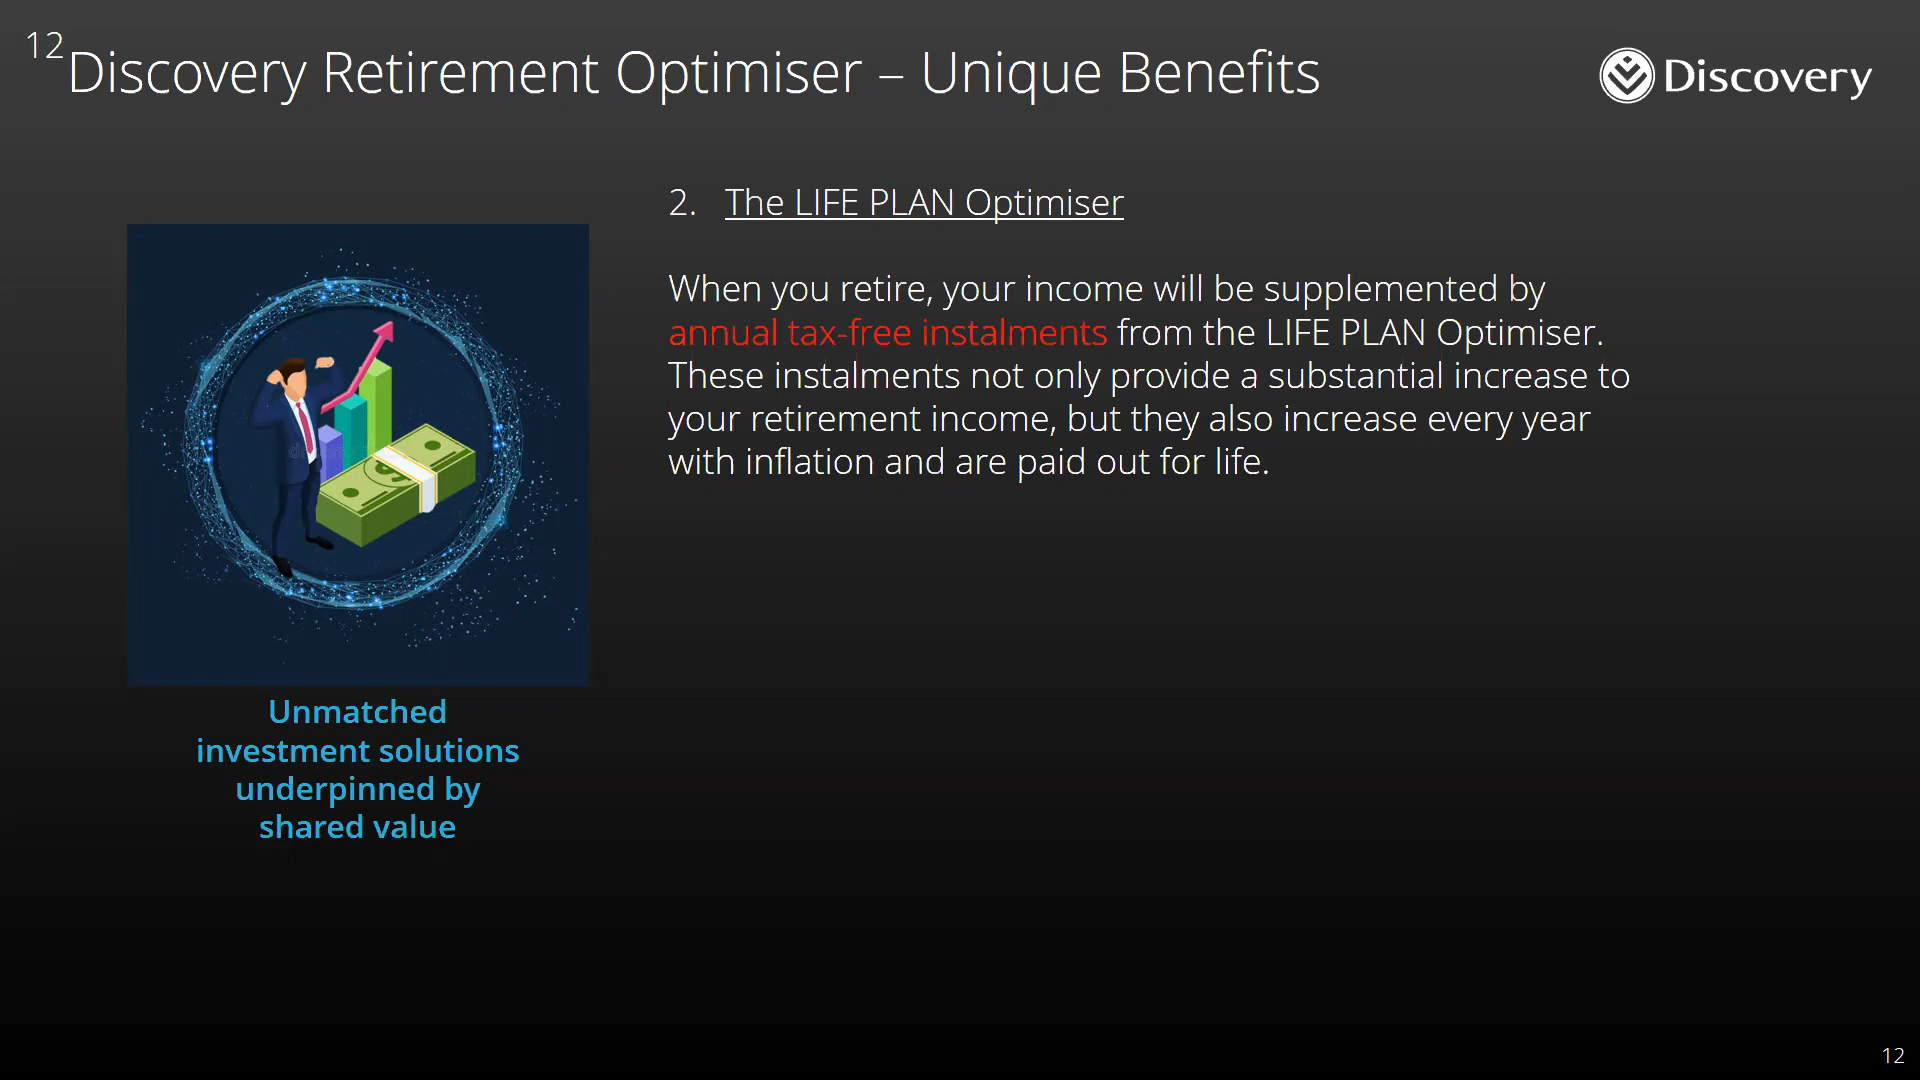 12
Discovery Retirement Optimiser – Unique Benefits
Discovery
2. The LIFE PLAN Optimiser
When you retire, your income will be supplemented by
annual tax-free instalments from the LIFE PLAN Optimiser.
These instalments not only provide a substantial increase to
your retirement income, but they also increase every year
with inflation and are paid out for life.
Unmatched
investment solutions
underpinned by
shared value
12